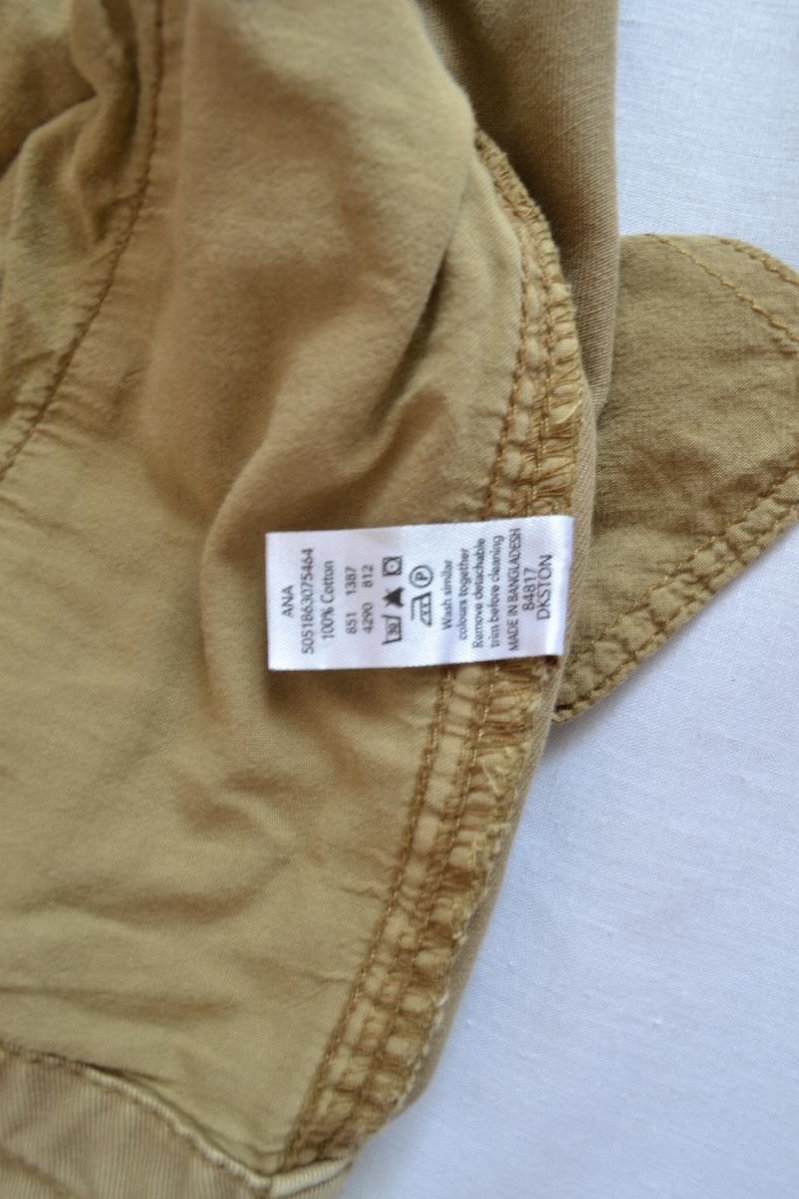 ANA
5051863075464
100% Cotton
851 1387
4290 812
30
P
Wash similar
colours together
Remove detachable
trim before cleaning
MADE IN BANGLADESH
84817
DKSTON